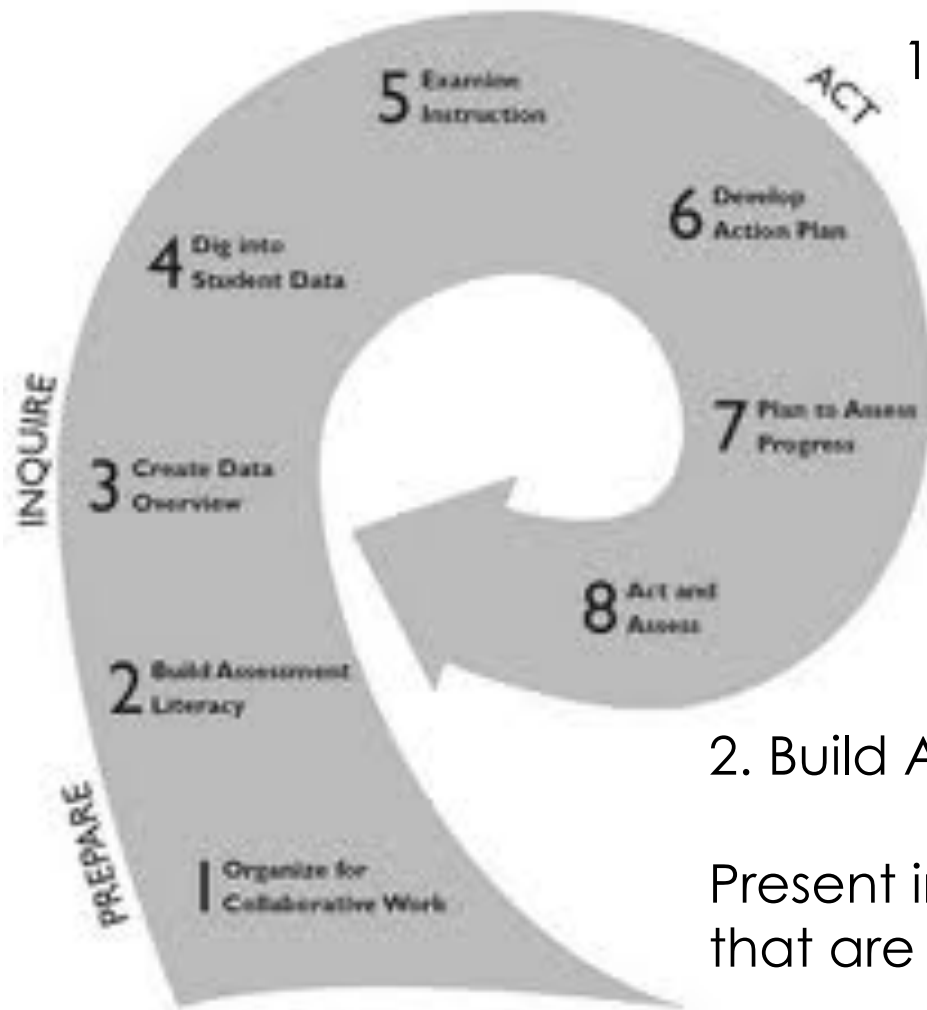 1
ACT
5 Examine
Instruction
6 Develop
Action Plan
4 Dig into
Student Data
INQUIRE
7 Plan to Assess
Progress
3 Create Data
Overview
8 Act and
Assess
2 Build Assessment
Literacy
PREPARE
1 Organize for
Collaborative Work
2. Build A
Present i
that are